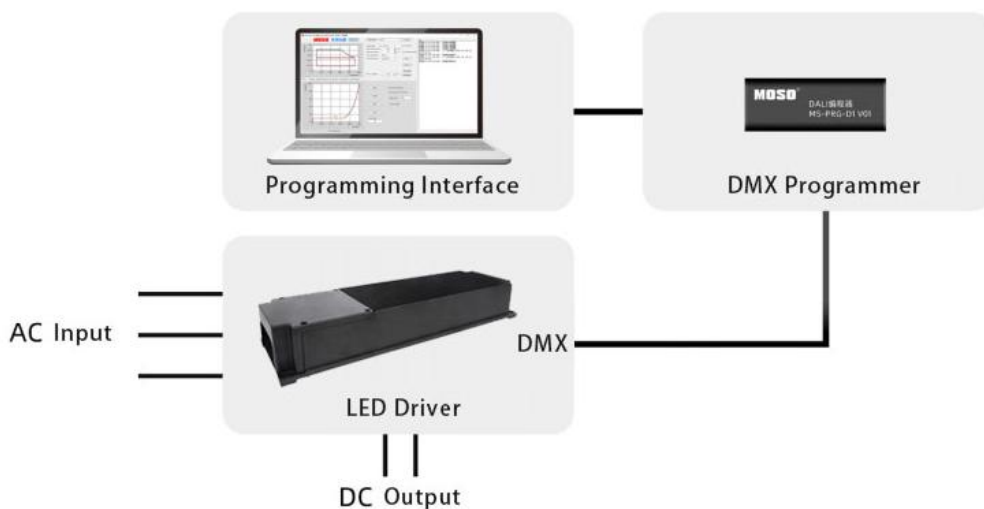 MOSO®
DALI编程器
MS-PRG-D1 V01
Programming Interface
DMX Programmer
AC Input
DMX
LED Driver
DC Output